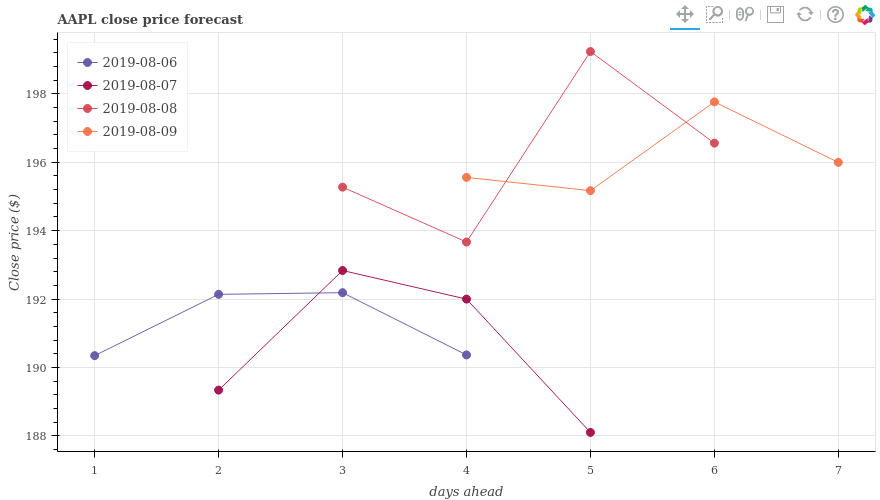 AAPL close price forecast
2019-08-06
2019-08-07
2019-08-08
2019-08-09
198
196
194
192
190
188
Close price ($)
1 2 3 4 5 6 7
days ahead